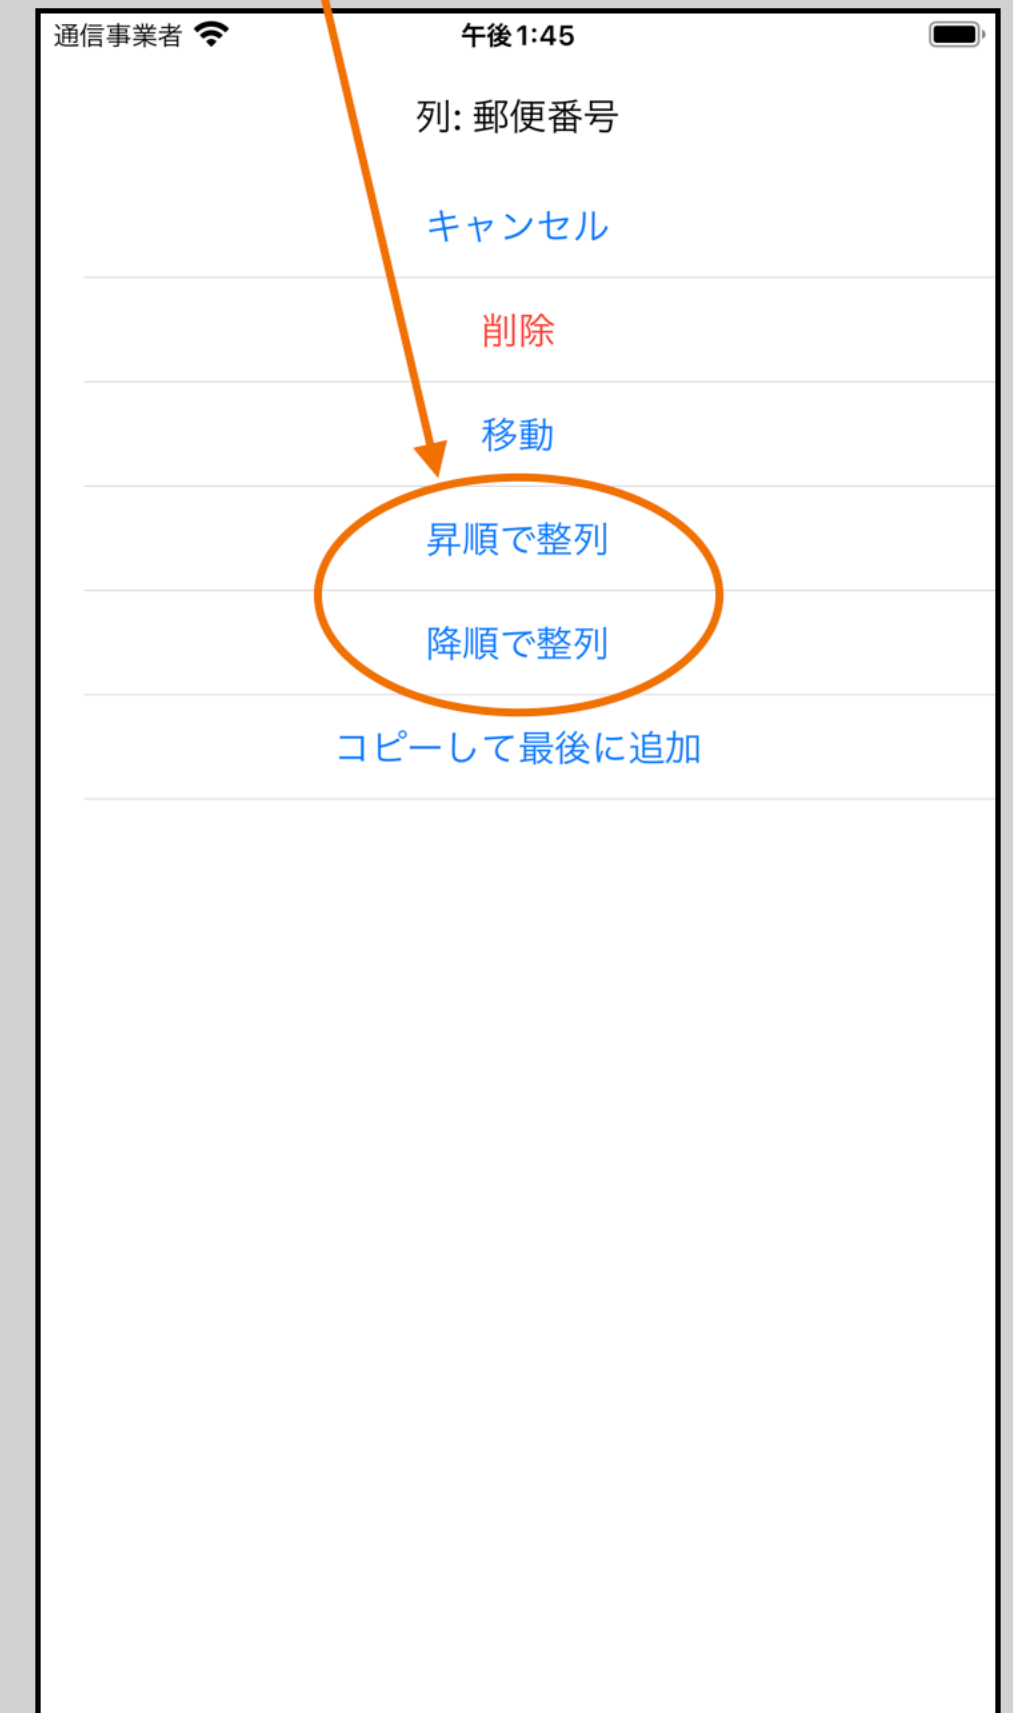 通信事業者 午後1:45
列: 郵便番号
キャンセル
削除
移動
昇順で整列
降順で整列
コピーして最後に追加